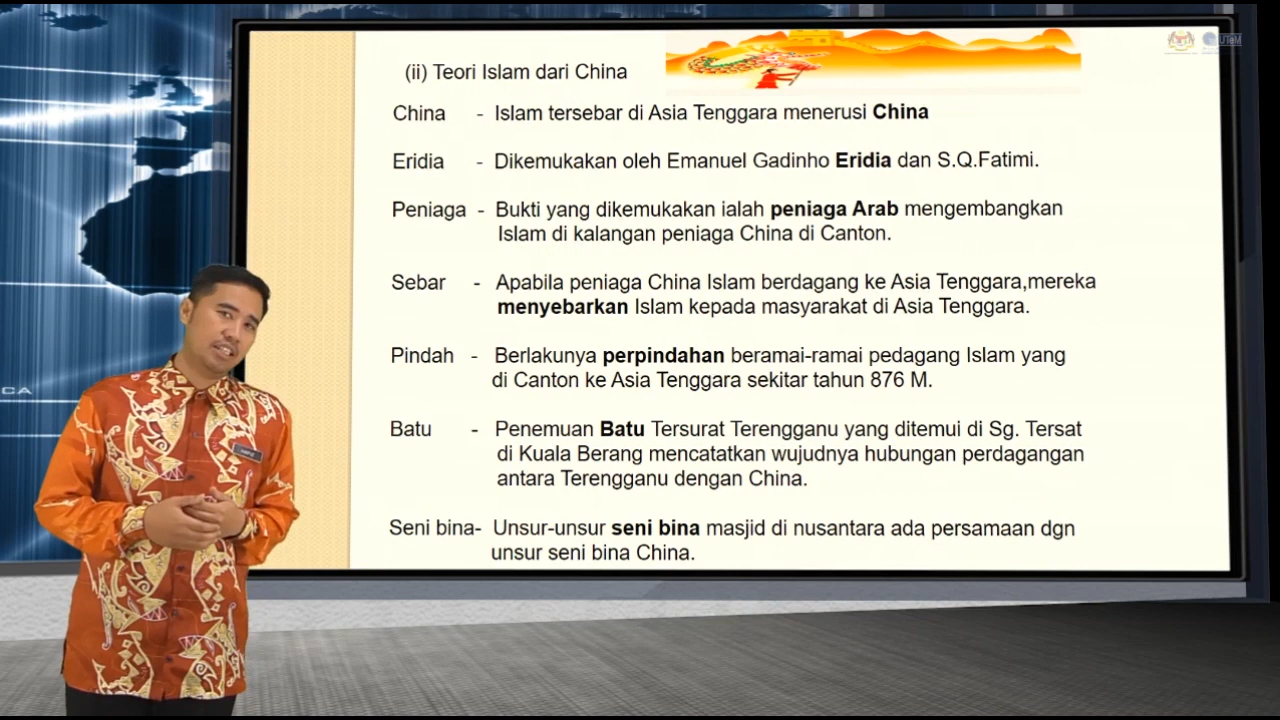 (ii) Teori Islam dari China
China - Islam tersebar di Asia Tenggara menerusi China
Eridia - Dikemukakan oleh Emanuel Gadinho Eridia dan S.Q.Fatimi.
Peniaga - Bukti yang dikemukakan ialah peniaga Arab mengembangkan
Islam di kalangan peniaga China di Canton.
Sebar - Apabila peniaga China Islam berdagang ke Asia Tenggara,mereka
menyebarkan Islam kepada masyarakat di Asia Tenggara.
Pindah - Berlakunya perpindahan beramai-ramai pedagang Islam yang
di Canton ke Asia Tenggara sekitar tahun 876 M.
Batu - Penemuan Batu Tersurat Terengganu yang ditemui di Sg. Tersat
di Kuala Berang mencatatkan wujudnya hubungan perdagangan
antara Terengganu dengan China.
Seni bina- Unsur-unsur seni bina masjid di nusantara ada persamaan dgn
unsur seni bina China.
CA